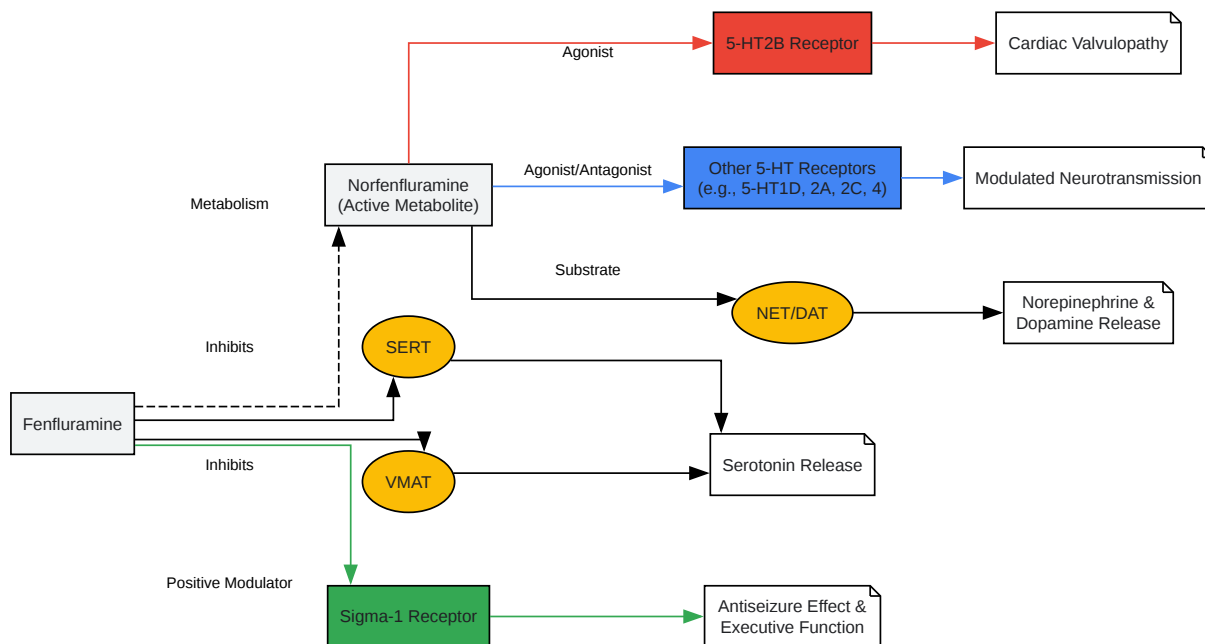 5-HT2B Receptor
Cardiac Valvulopathy
Agonist
Agonist/Antagonist
Other 5-HT Receptors
(e.g., 5-HT1D, 2A, 2C, 4)
Modulated Neurotransmission
Norfenfluramine
(Active Metabolite)
Metabolism
Substrate
NET/DAT
Norepinephrine &
Dopamine Release
Inhibits
SERT
Fenfluramine
Inhibits
VMAT
Serotonin Release
Positive Modulator
Sigma-1 Receptor
Antiseizure Effect &
Executive Function